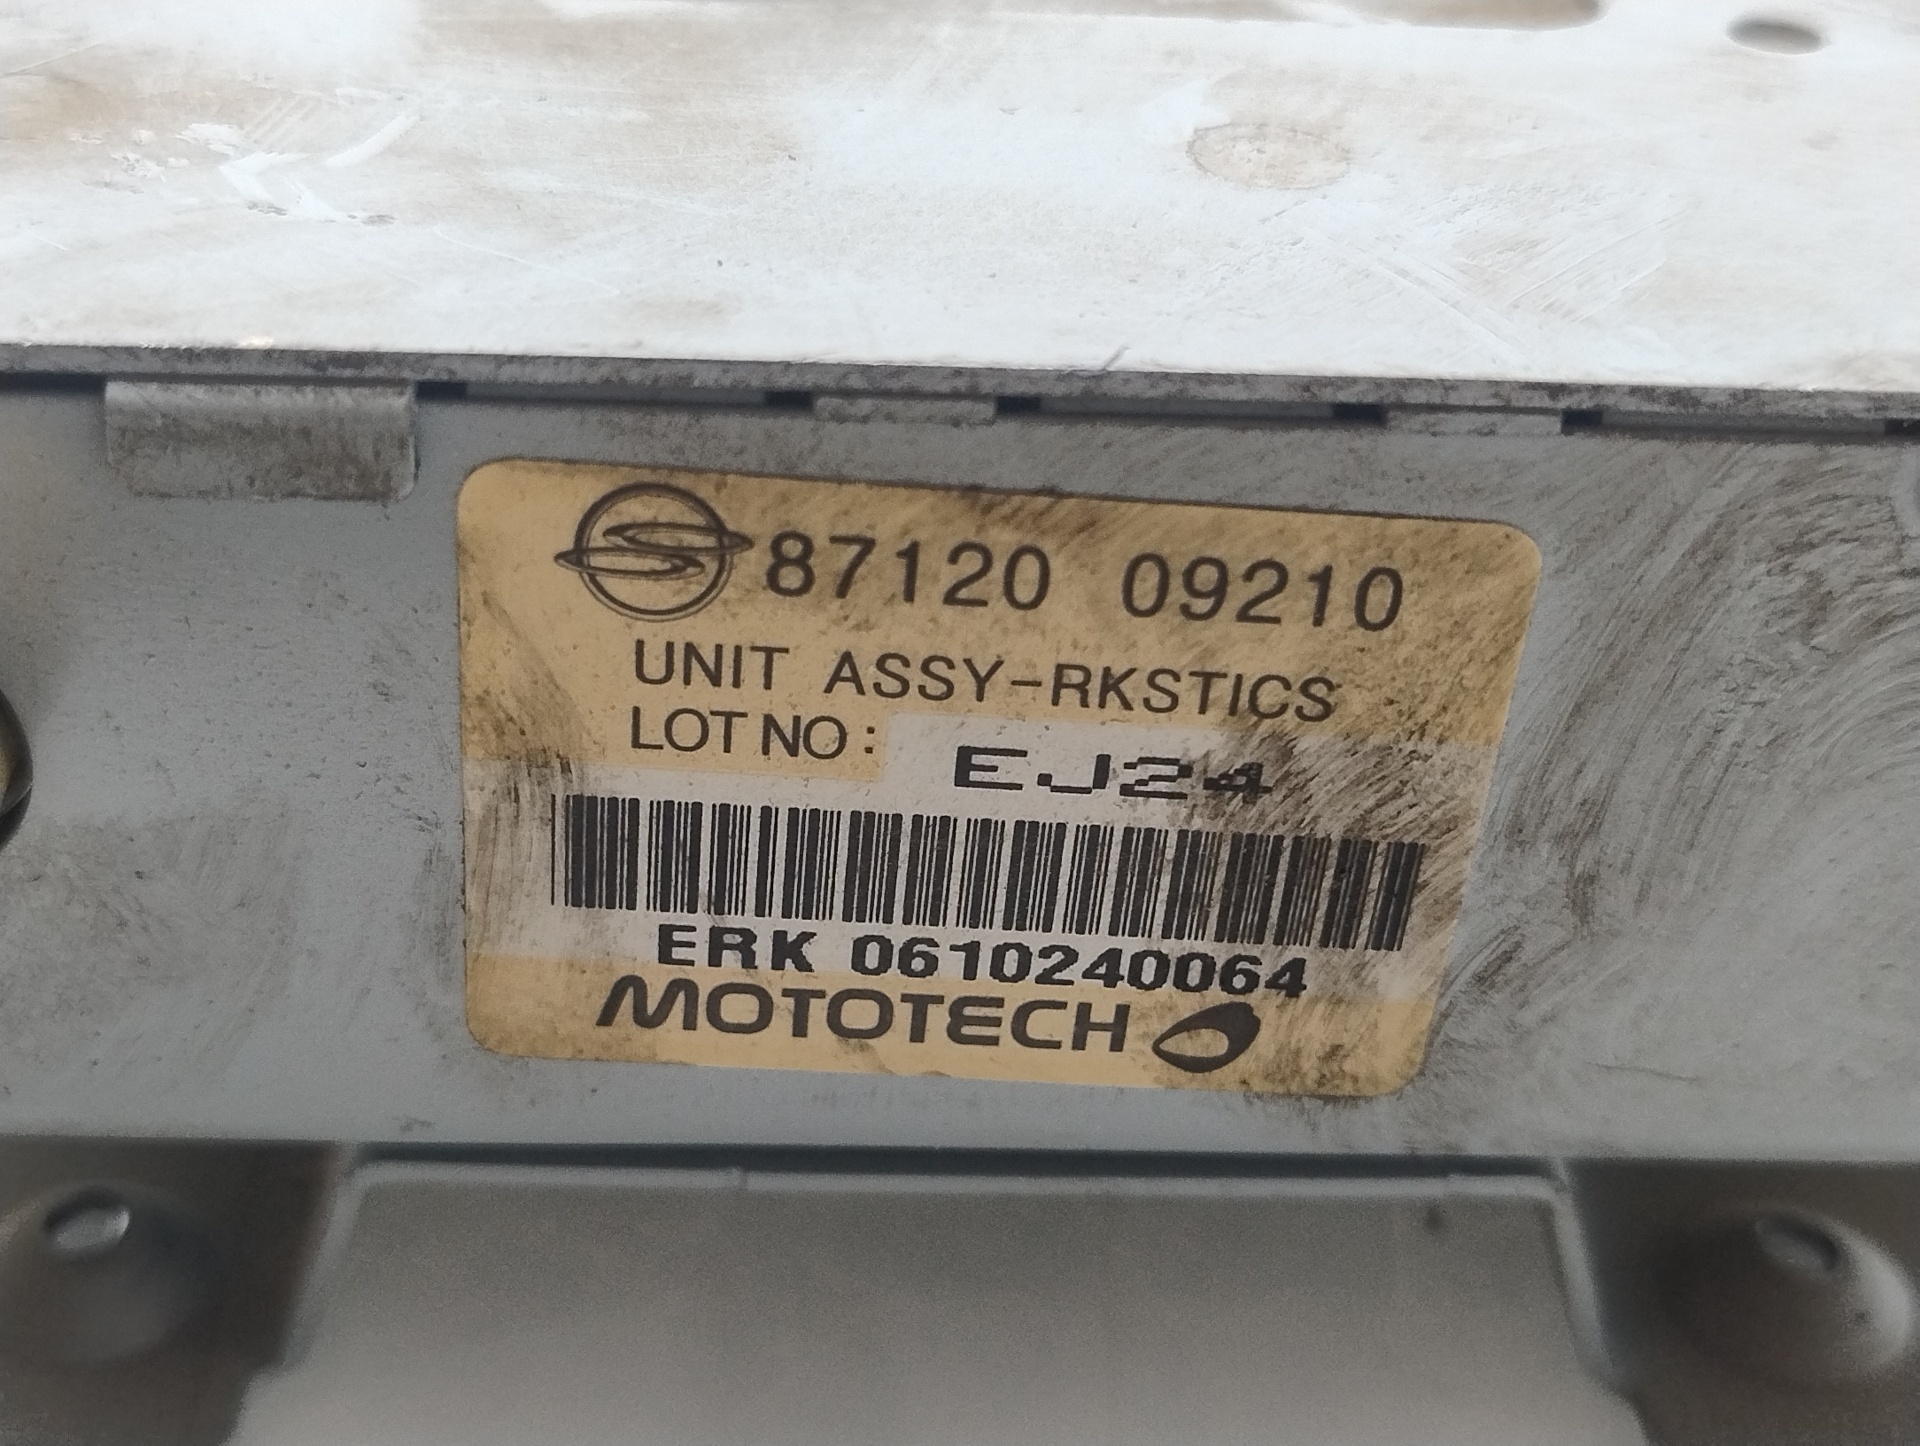 87120 09210
UNIT ASSY-RKSTICS
LOT NO: EJ24
ERK 0610240064
MOTOTECH